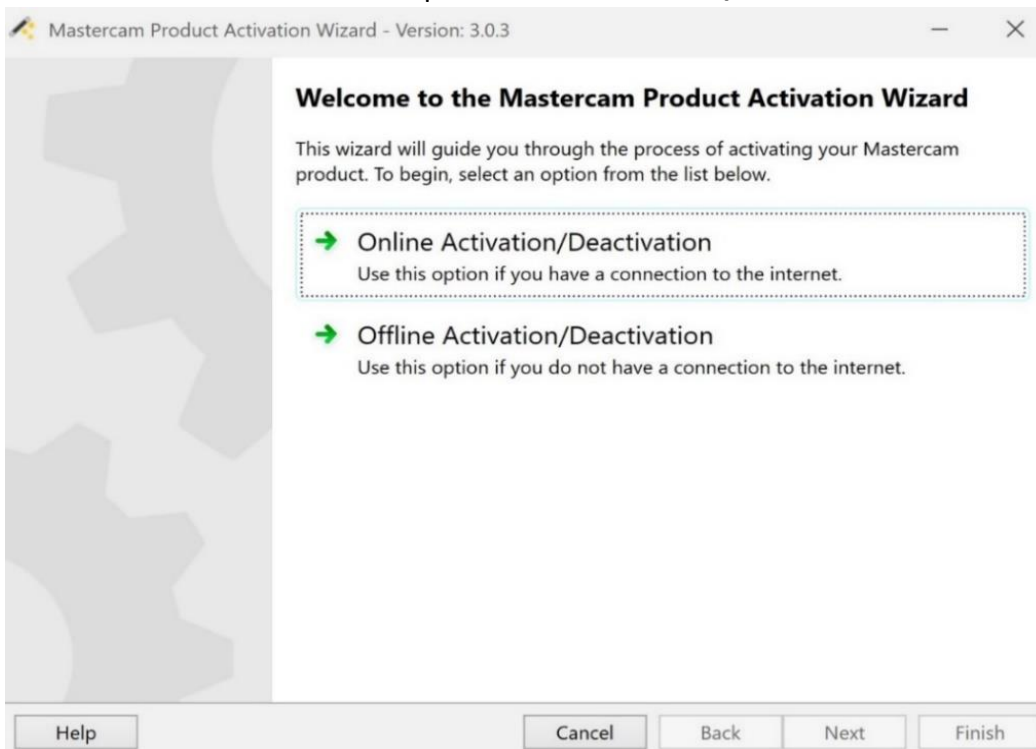 Mastercam Product Activation Wizard - Version: 3.0.3
Welcome to the Mastercam Product Activation Wizard
This wizard will guide you through the process of activating your Mastercam
product. To begin, select an option from the list below.
Online Activation/Deactivation
Use this option if you have a connection to the internet.
Offline Activation/Deactivation
Use this option if you do not have a connection to the internet.
Help
Cancel
Back
Next
Finish